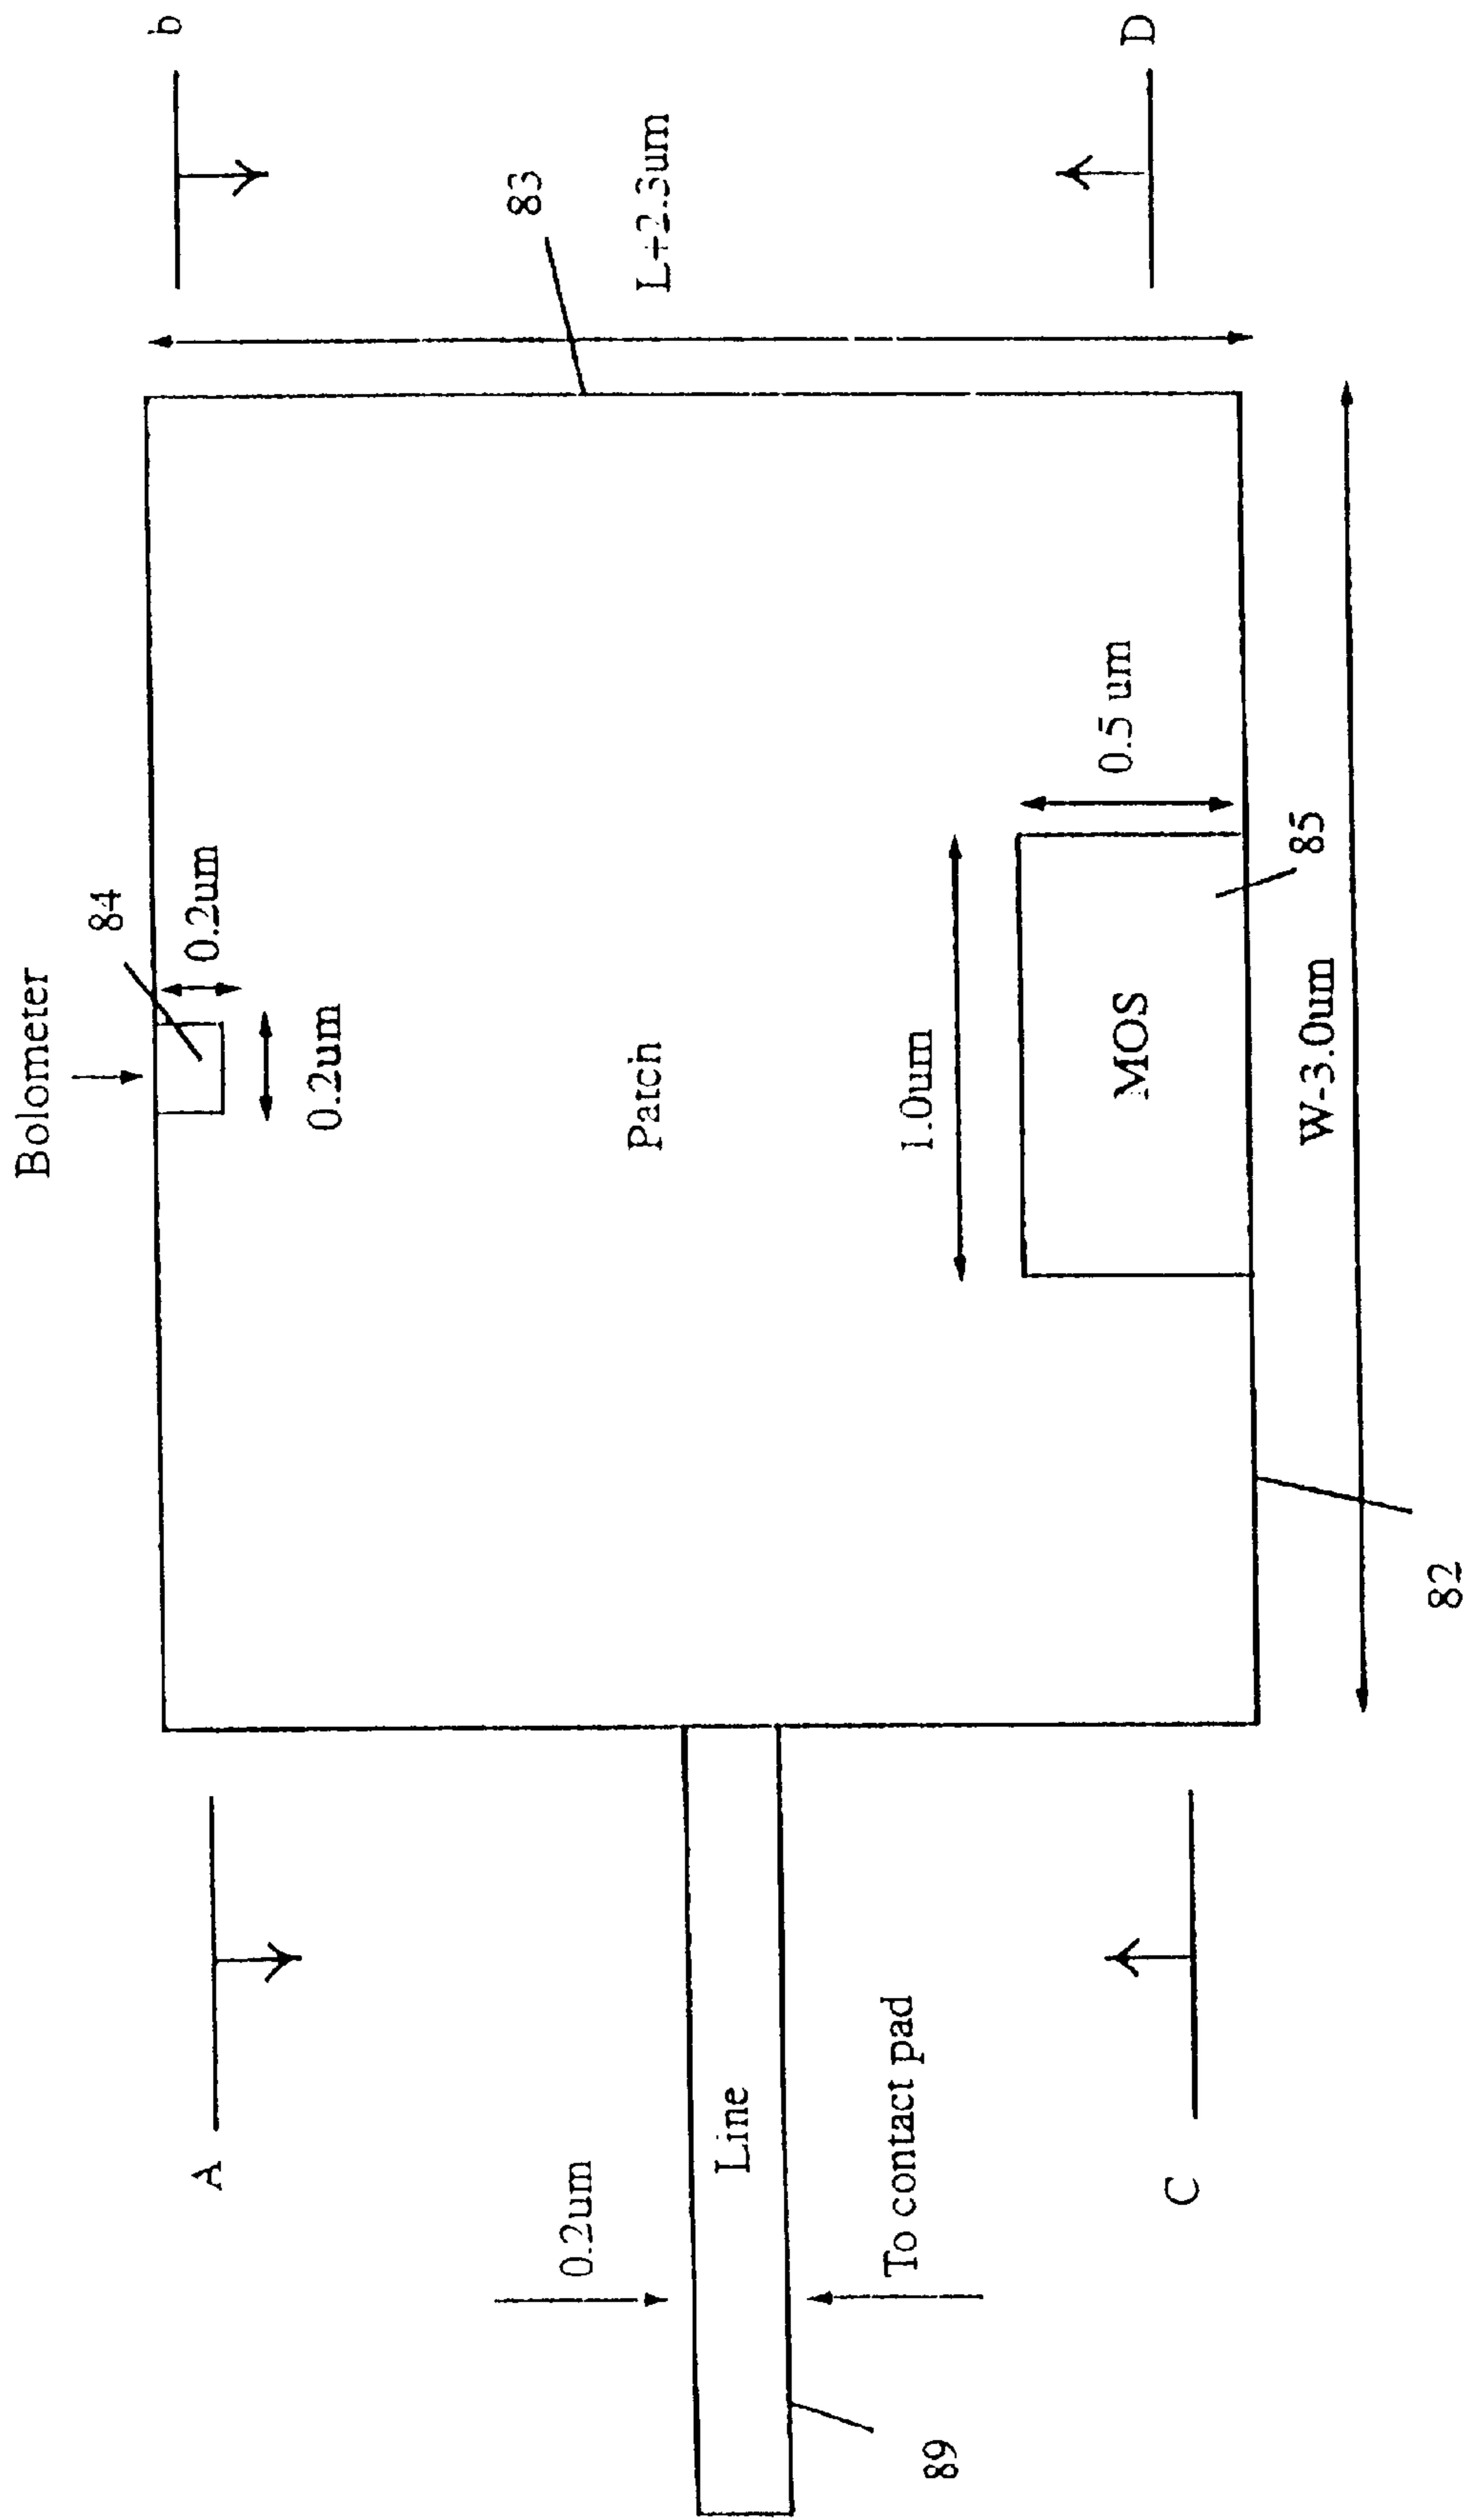 Bolometer
84
0.2um
0.2um
b
83
L+2.3um
D
Patch
1.0um
0.5 um
MOS
85
W-3.0um
82
A
0.2um
Line
To contact pad
C
89